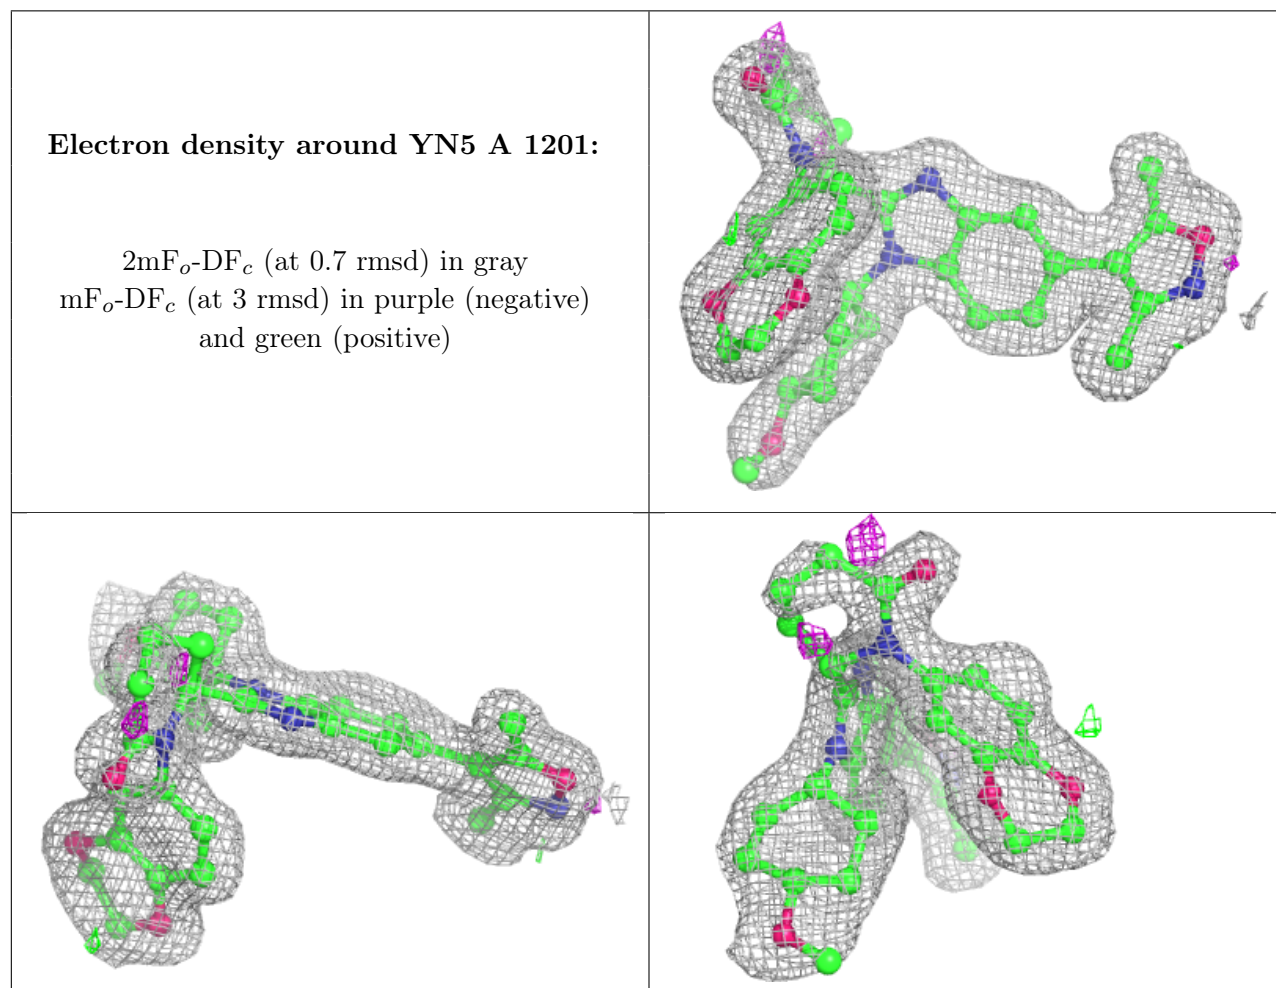 Electron density around YN5 A 1201:
2mFₒ-DF𝒸 (at 0.7 rmsd) in gray
mFₒ-DF𝒸 (at 3 rmsd) in purple (negative)
and green (positive)